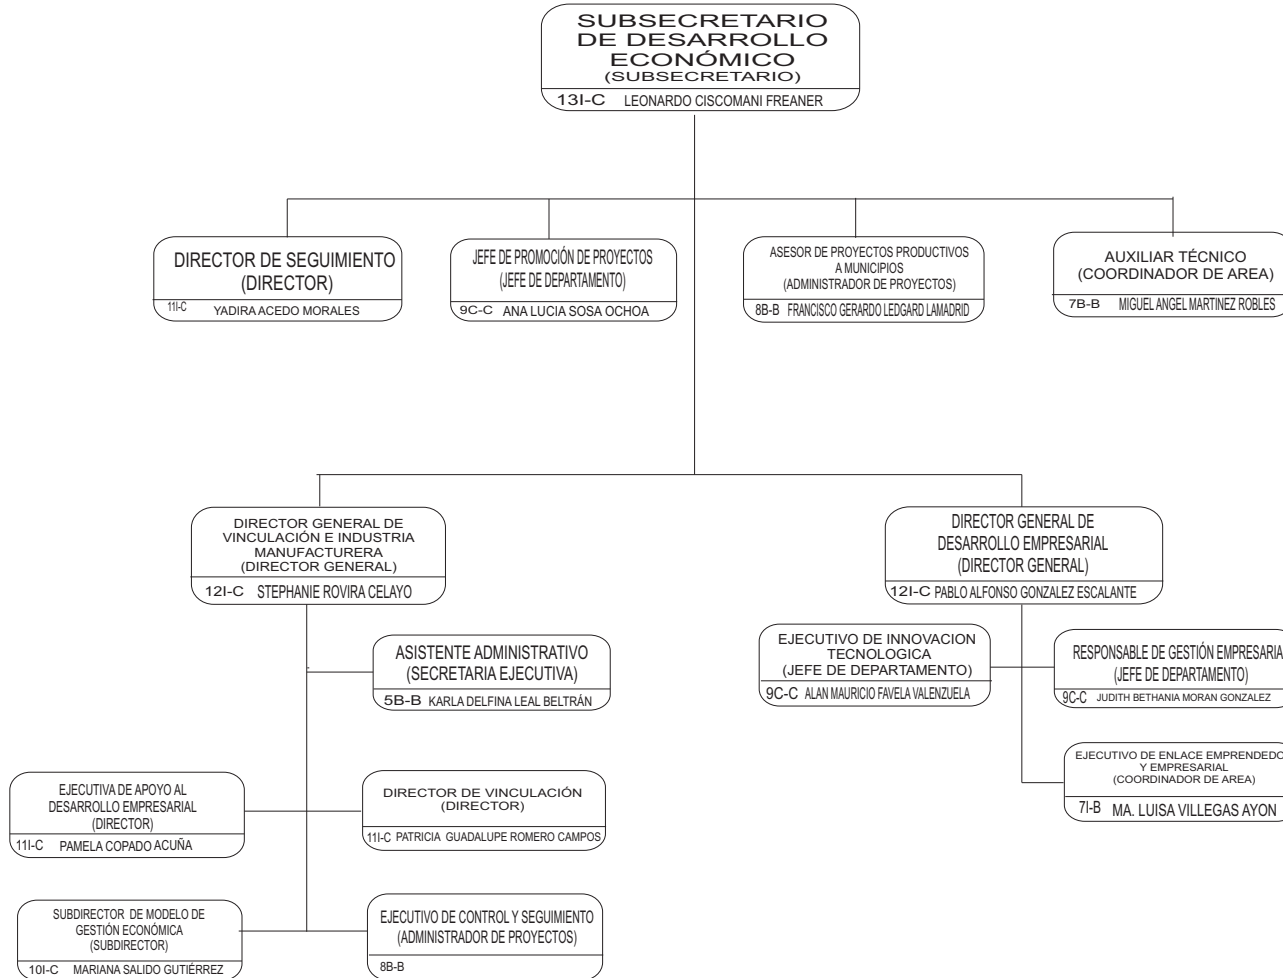 SUBSECRETARIO
DE DESARROLLO
ECONÓMICO
(SUBSECRETARIO)
13I-C LEONARDO CISCOMANI FREANER
DIRECTOR DE SEGUIMIENTO
(DIRECTOR)
11I-C YADIRA ACEDO MORALES
JEFE DE PROMOCIÓN DE PROYECTOS
(JEFE DE DEPARTAMENTO)
9C-C ANA LUCIA SOSA OCHOA
ASESOR DE PROYECTOS PRODUCTIVOS
A MUNICIPIOS
(ADMINISTRADOR DE PROYECTOS)
8B-B FRANCISCO GERARDO LEDGARD LAMADRID
AUXILIAR TÉCNICO
(COORDINADOR DE AREA)
7B-B MIGUEL ANGEL MARTINEZ ROBLES
DIRECTOR GENERAL DE
VINCULACIÓN E INDUSTRIA
MANUFACTURERA
(DIRECTOR GENERAL)
12I-C STEPHANIE ROVIRA CELAYO
DIRECTOR GENERAL DE
DESARROLLO EMPRESARIAL
(DIRECTOR GENERAL)
12I-C PABLO ALFONSO GONZALEZ ESCALANTE
ASISTENTE ADMINISTRATIVO
(SECRETARIA EJECUTIVA)
5B-B KARLA DELFINA LEAL BELTRÁN
EJECUTIVO DE INNOVACION
TECNOLOGICA
(JEFE DE DEPARTAMENTO)
9C-C ALAN MAURICIO FAVELA VALENZUELA
RESPONSABLE DE GESTIÓN EMPRESARIA
(JEFE DE DEPARTAMENTO)
9C-C JUDITH BETHANIA MORAN GONZALEZ
EJECUTIVA DE APOYO AL
DESARROLLO EMPRESARIAL
(DIRECTOR)
11I-C PAMELA COPADO ACUÑA
DIRECTOR DE VINCULACIÓN
(DIRECTOR)
11I-C PATRICIA GUADALUPE ROMERO CAMPOS
EJECUTIVO DE ENLACE EMPRENDEDO
Y EMPRESARIAL
(COORDINADOR DE AREA)
7I-B MA. LUISA VILLEGAS AYON
SUBDIRECTOR DE MODELO DE
GESTIÓN ECONÓMICA
(SUBDIRECTOR)
10I-C MARIANA SALIDO GUTIÉRREZ
EJECUTIVO DE CONTROL Y SEGUIMIENTO
(ADMINISTRADOR DE PROYECTOS)
8B-B